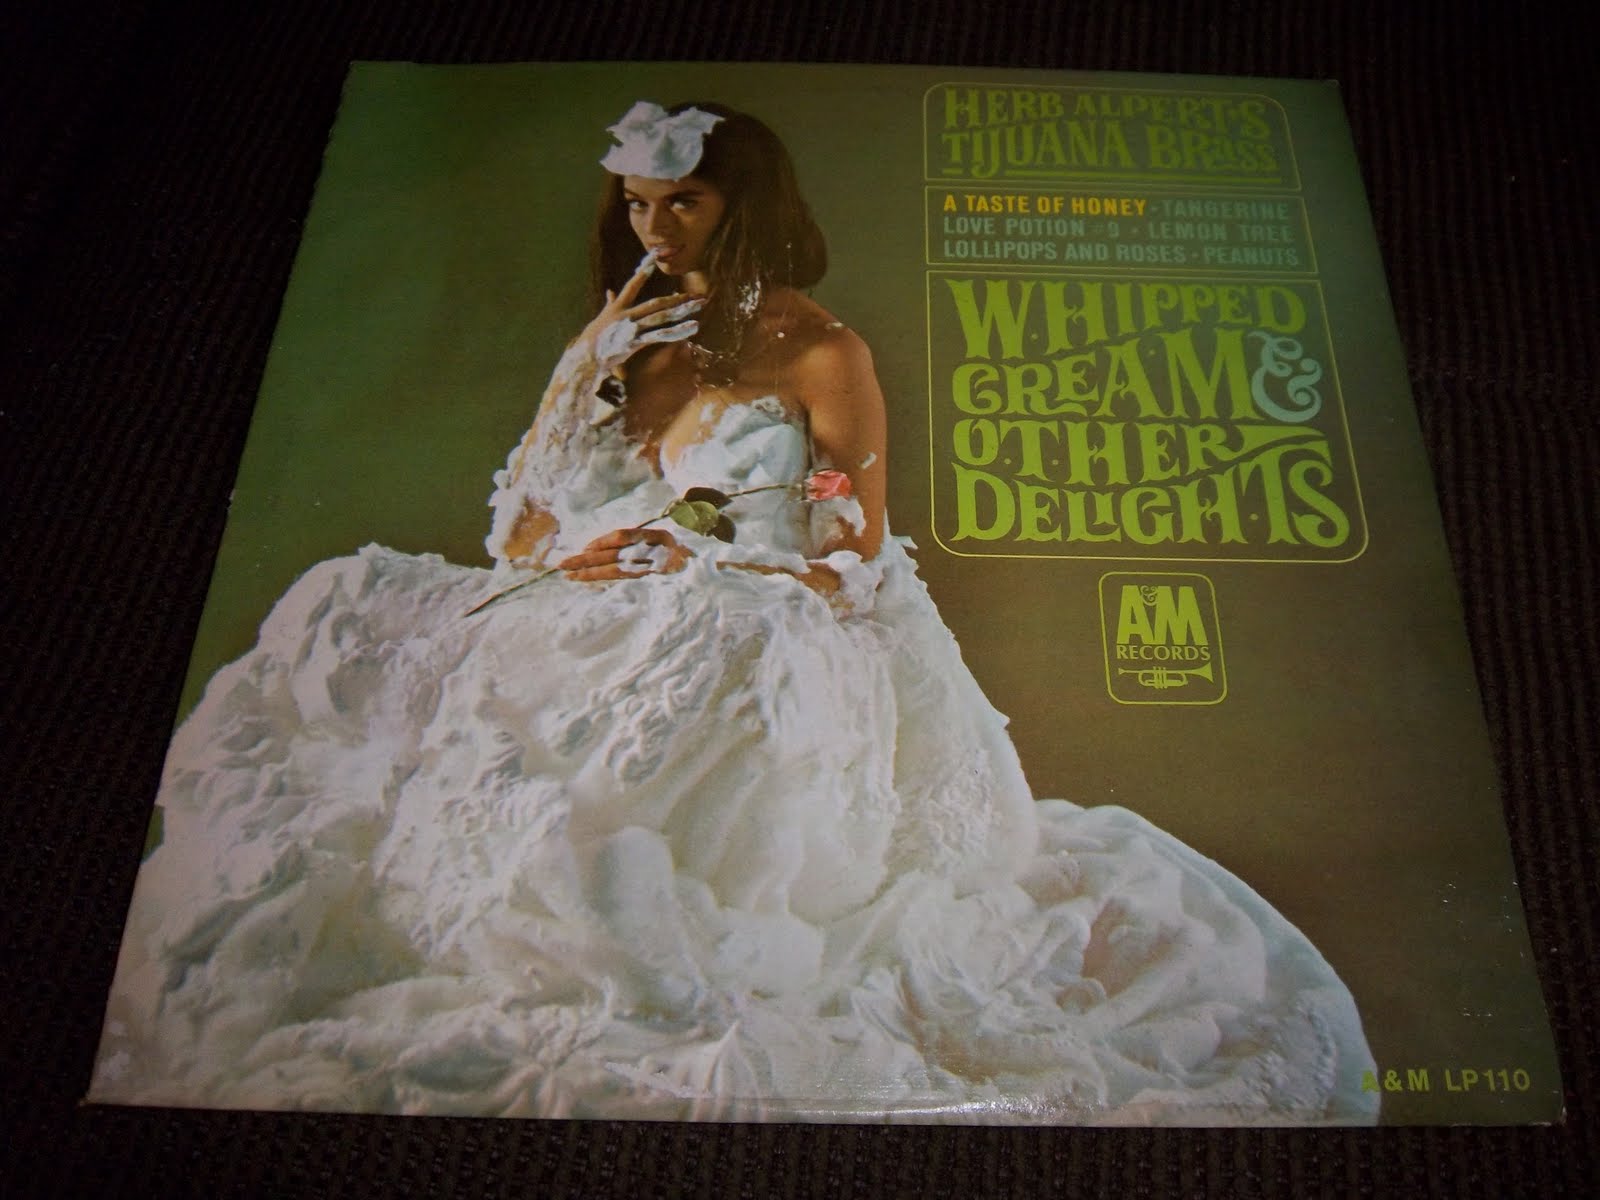 HERB ALPERT'S
TIJUANA BRASS
A TASTE OF HONEY • TANGERINE
LOVE POTION #9 • LEMON TREE
LOLLIPOPS AND ROSES • PEANUTS
WHIPPED
CREAM &
OTHER
DELIGHTS
A&M
RECORDS
A&M LP110